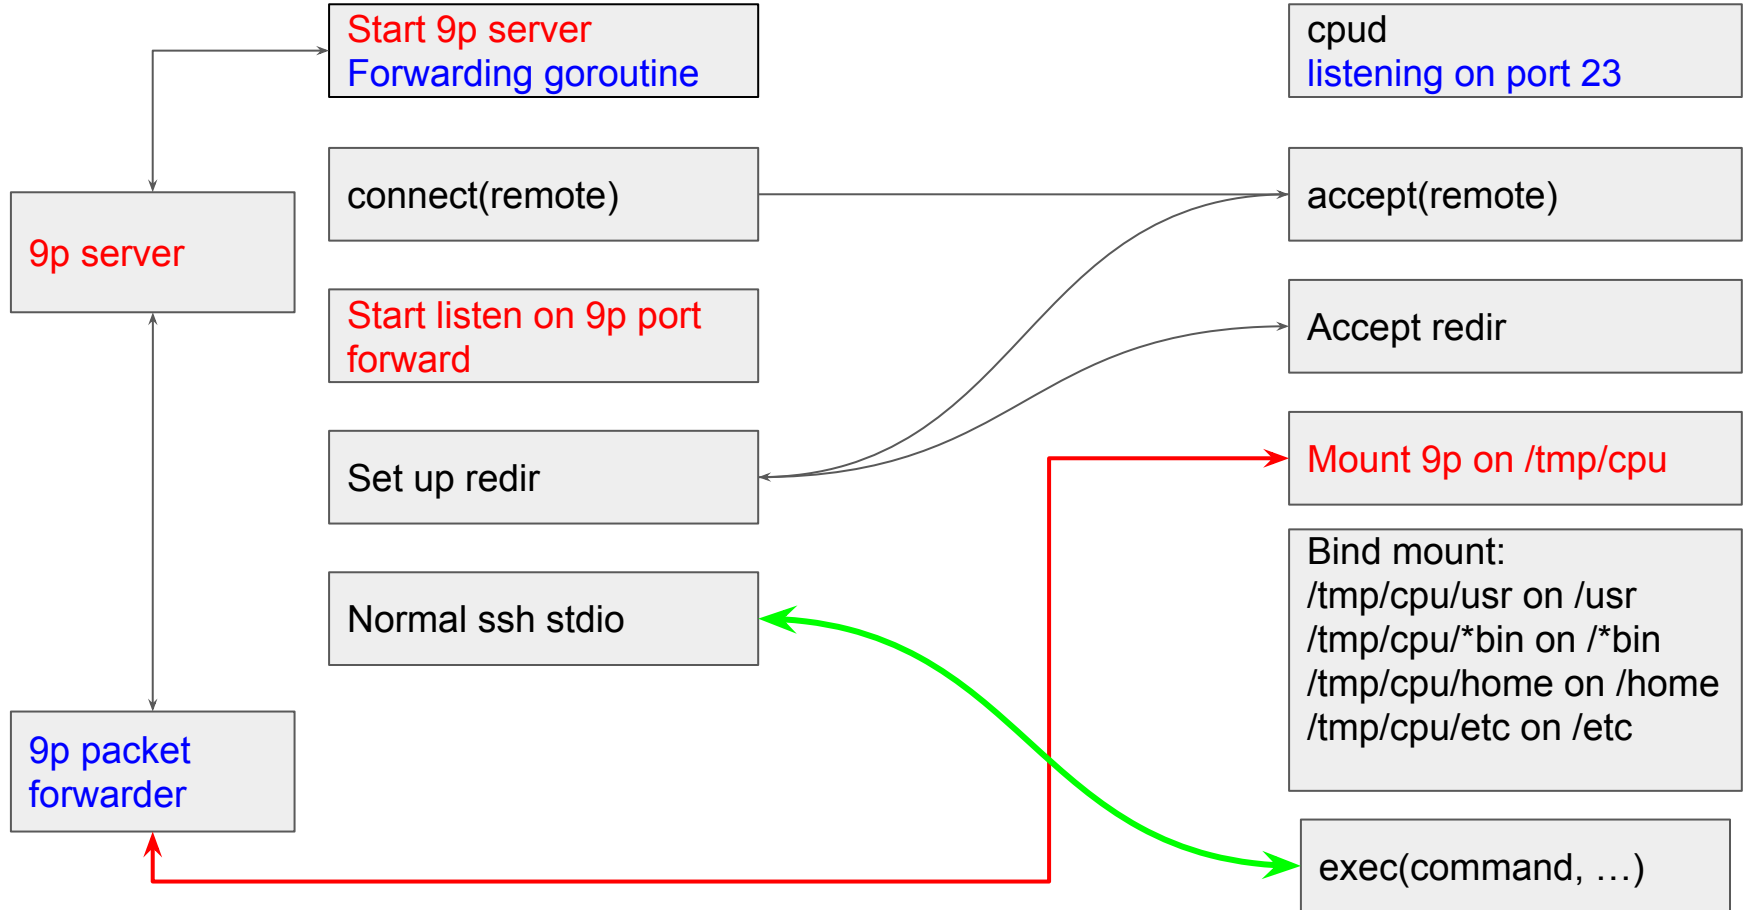 Start 9p server
Forwarding goroutine
cpud
listening on port 23
connect(remote)
accept(remote)
9p server
Start listen on 9p port
forward
Accept redir
Set up redir
Mount 9p on /tmp/cpu
Normal ssh stdio
Bind mount:
/tmp/cpu/usr on /usr
/tmp/cpu/*bin on /*bin
/tmp/cpu/home on /home
/tmp/cpu/etc on /etc
9p packet
forwarder
exec(command, …)